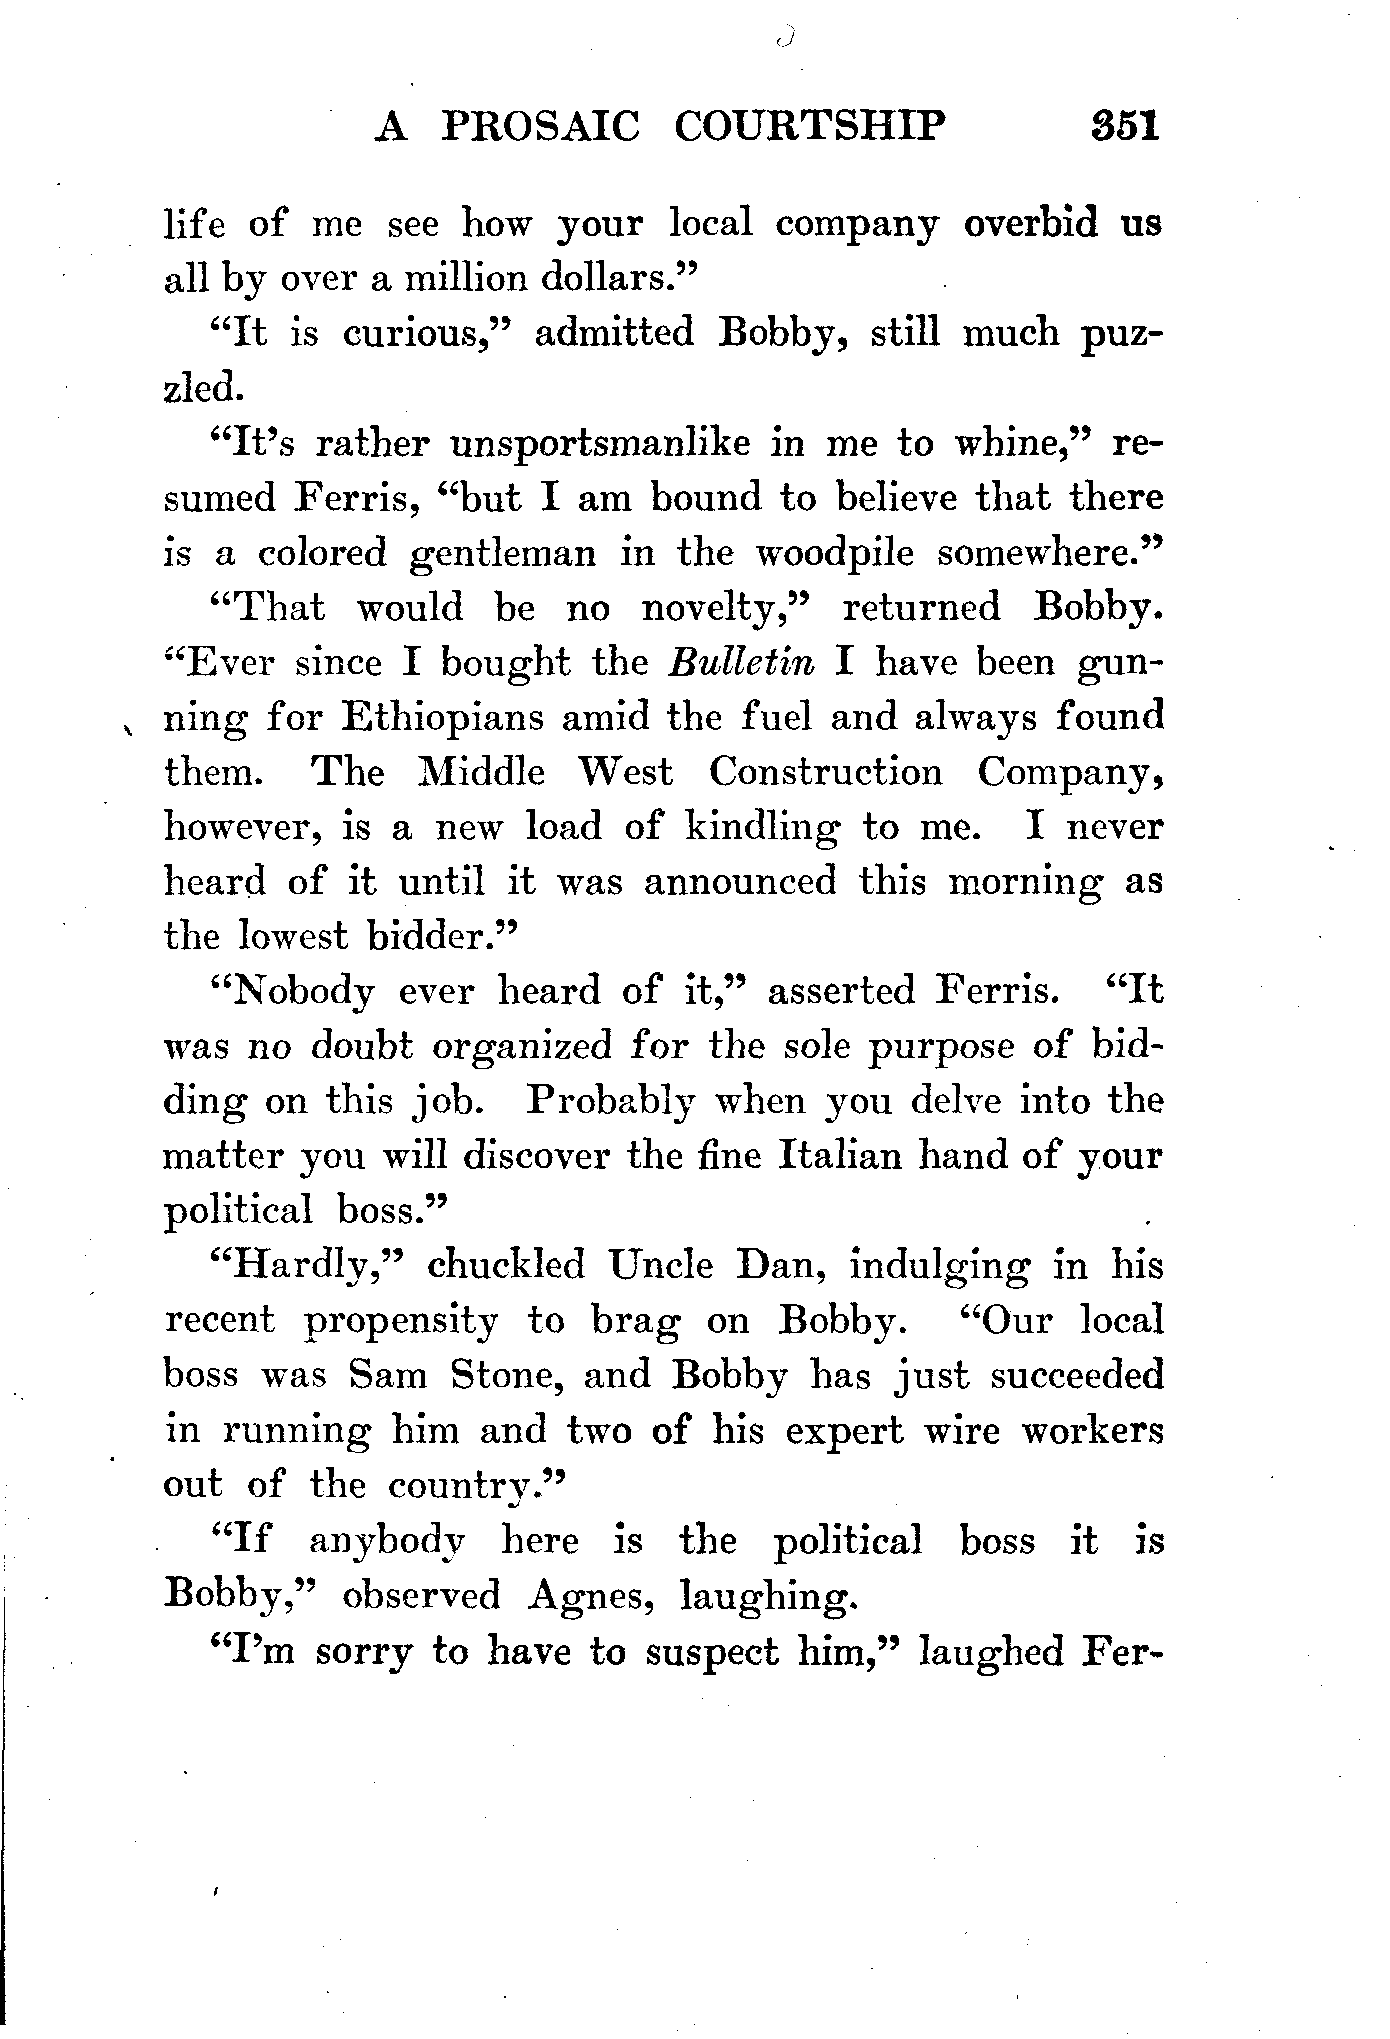 A PROSAIC COURTSHIP 351
life of me see how your local company overbid us
all by over a million dollars.”
“It is curious,” admitted Bobby, still much puz-
zled.
“It’s rather unsportsmanlike in me to whine,” re-
sumed Ferris, “but I am bound to believe that there
is a colored gentleman in the woodpile somewhere.”
“That would be no novelty,” returned Bobby.
“Ever since I bought the Bulletin I have been gun-
ning for Ethiopians amid the fuel and always found
them. The Middle West Construction Company,
however, is a new load of kindling to me. I never
heard of it until it was announced this morning as
the lowest bidder.”
“Nobody ever heard of it,” asserted Ferris. “It
was no doubt organized for the sole purpose of bid-
ding on this job. Probably when you delve into the
matter you will discover the fine Italian hand of your
political boss.”
“Hardly,” chuckled Uncle Dan, indulging in his
recent propensity to brag on Bobby. “Our local
boss was Sam Stone, and Bobby has just succeeded
in running him and two of his expert wire workers
out of the country.”
“If anybody here is the political boss it is
Bobby,” observed Agnes, laughing.
“I’m sorry to have to suspect him,” laughed Fer-